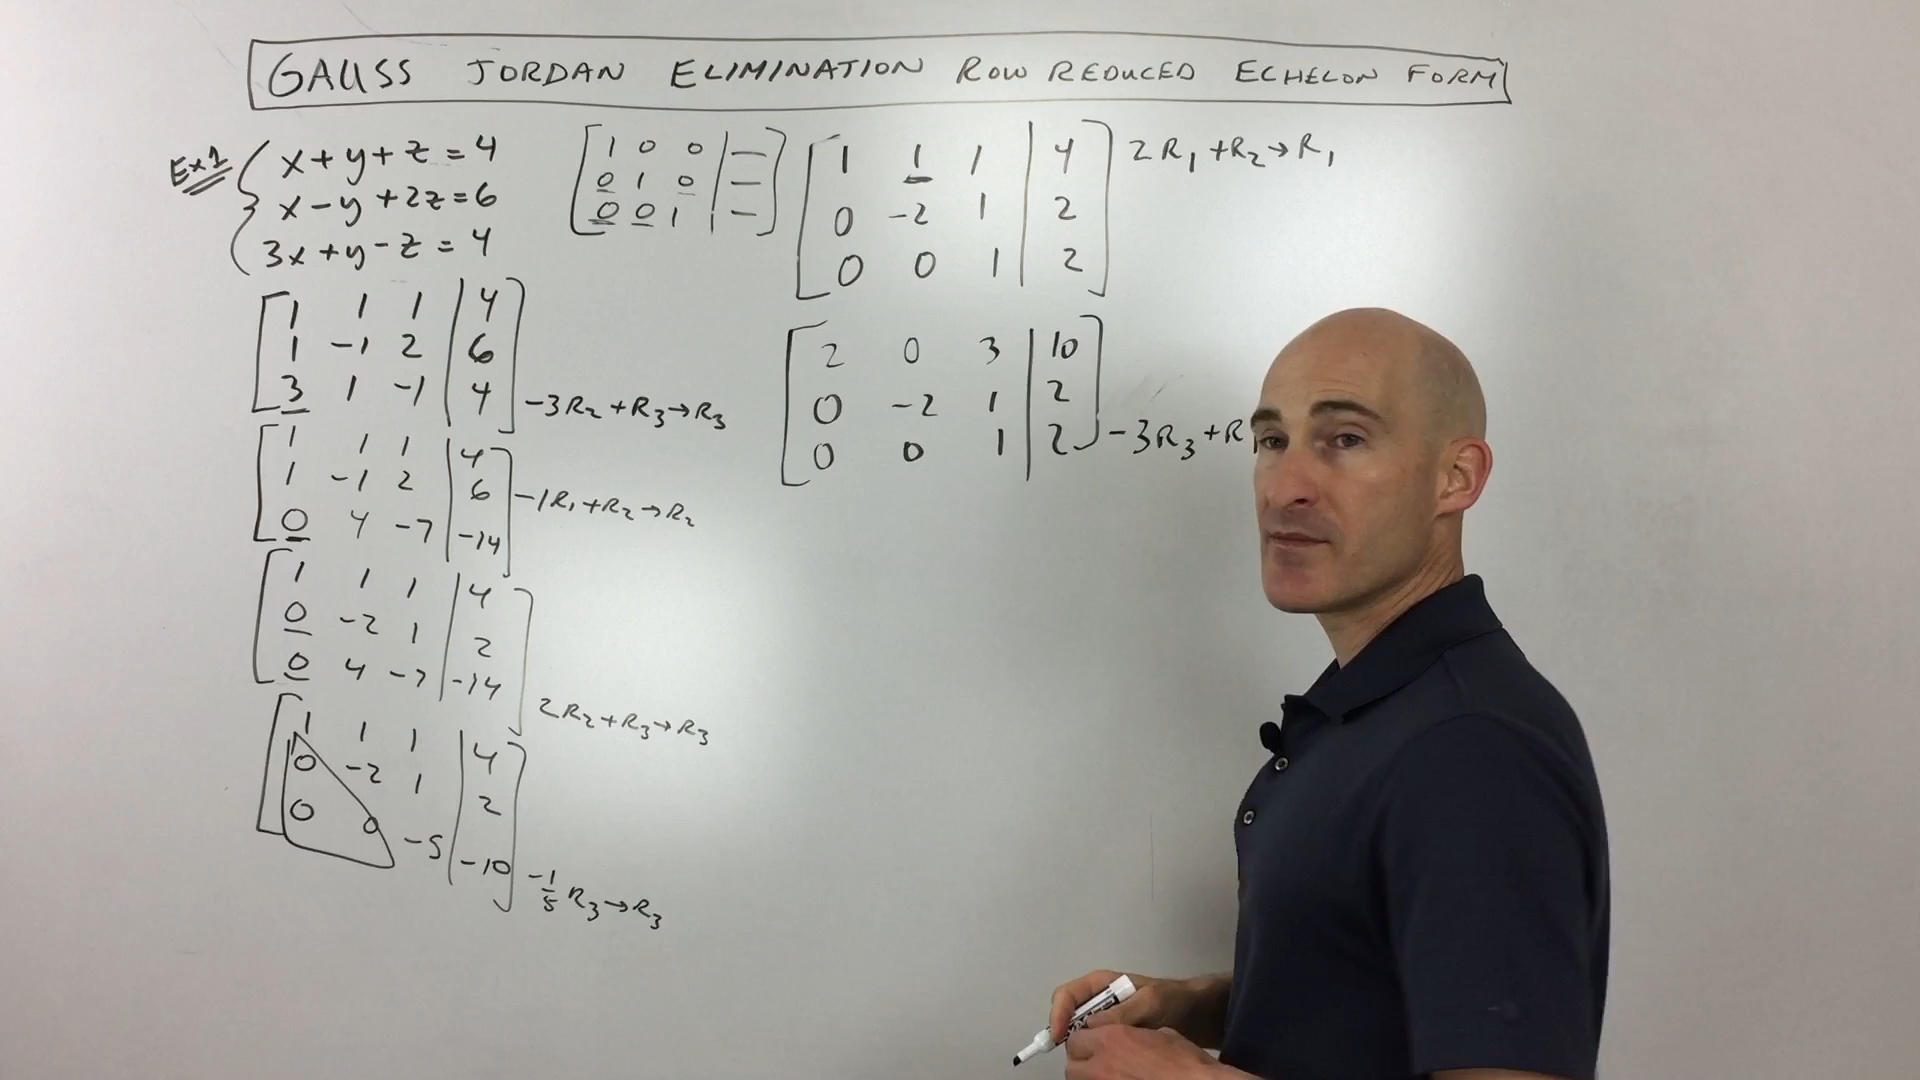 GAUSS JORDAN ELIMINATION ROW REDUCED ECHELON FORM
Ex 1
x + y + z = 4
x - y + 2z = 6
3x + y - z = 4
1 0 0 | —
0 1 0 | —
0 0 1 | —
1 1 1 | 4
1 -1 2 | 6
3 1 -1 | 4
-3R2 + R3 → R3
1 1 1 | 4
1 -1 2 | 6
0 4 -7 | -14
-1R1 + R2 → R2
1 1 1 | 4
0 -2 1 | 2
0 4 -7 | -14
2R2 + R3 → R3
1 1 1 | 4
0 -2 1 | 2
0 0 -5 | -10
-1/5 R3 → R3
1 1 1 | 4
0 -2 1 | 2
0 0 1 | 2
2R1 + R2 → R1
2 0 3 | 10
0 -2 1 | 2
0 0 1 | 2
-3R3 + R